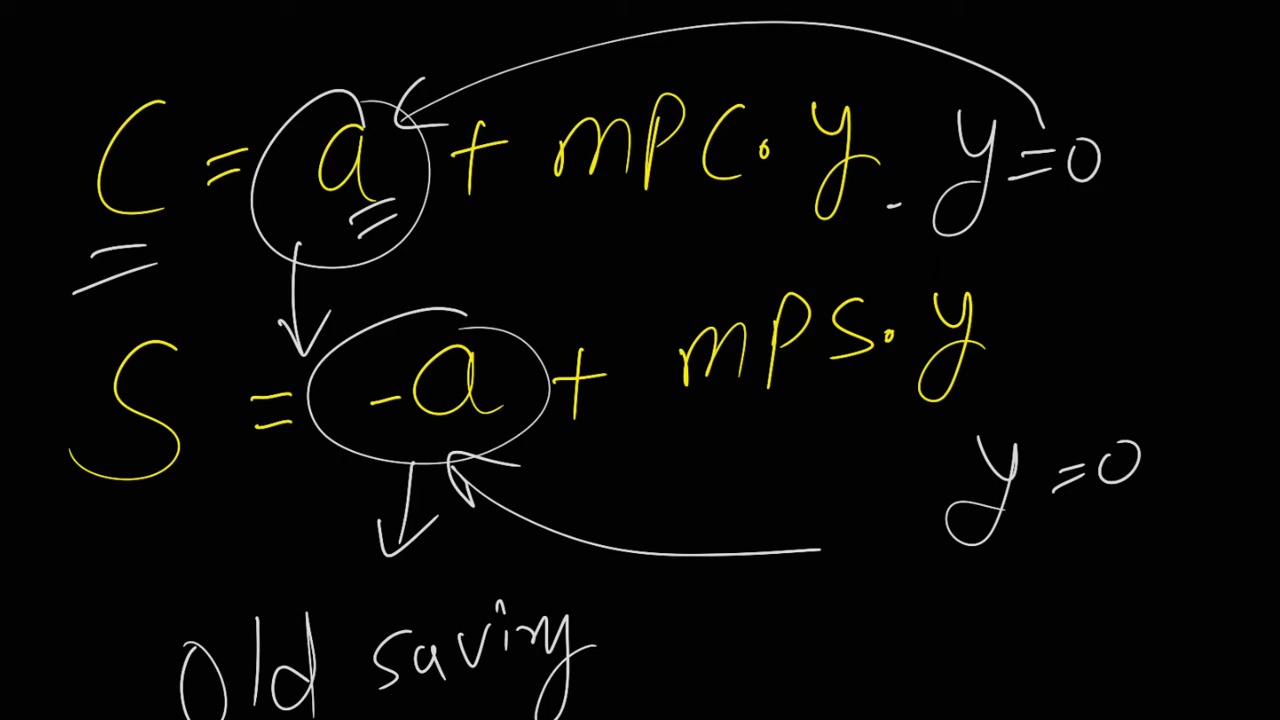 C = a + mPC.y - y=0
S = -a + mPS.y
y=0
Old saving